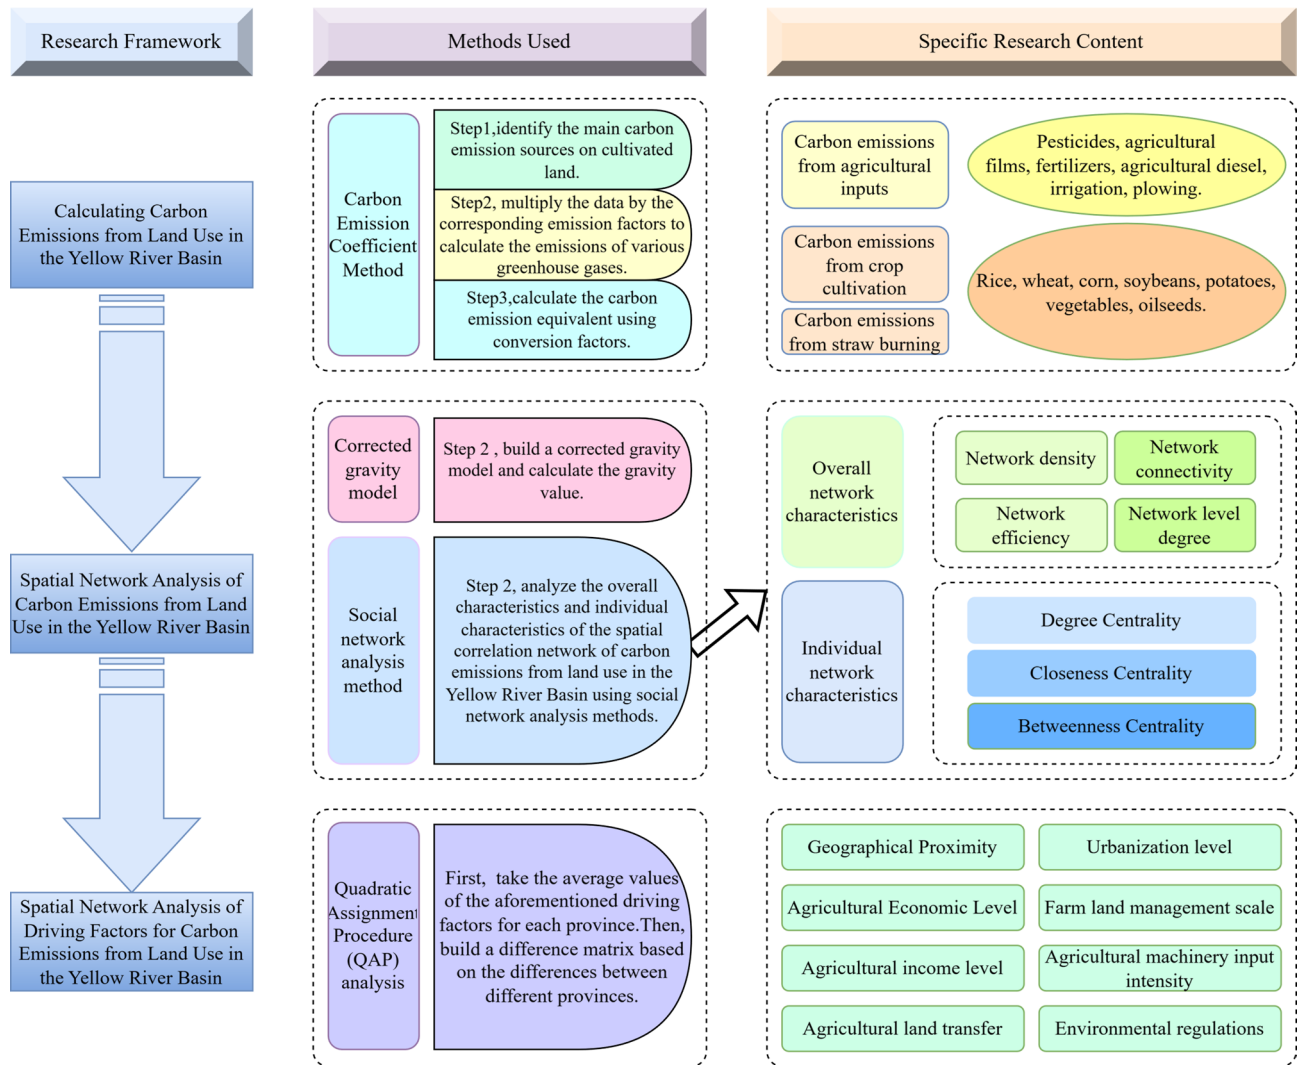 Research Framework
Methods Used
Specific Research Content
Calculating Carbon
Emissions from Land Use in
the Yellow River Basin
Carbon
Emission
Coefficient
Method
Step1,identify the main carbon
emission sources on cultivated
land.
Step2, multiply the data by the
corresponding emission factors to
calculate the emissions of various
greenhouse gases.
Step3,calculate the carbon
emission equivalent using
conversion factors.
Carbon emissions
from agricultural
inputs
Pesticides, agricultural
films, fertilizers, agricultural diesel,
irrigation, plowing.
Carbon emissions
from crop
cultivation
Carbon emissions
from straw burning
Rice, wheat, corn, soybeans, potatoes,
vegetables, oilseeds.
Spatial Network Analysis of
Carbon Emissions from Land
Use in the Yellow River Basin
Corrected
gravity
model
Step 2 , build a corrected gravity
model and calculate the gravity
value.
Social
network
analysis
method
Step 2, analyze the overall
characteristics and individual
characteristics of the spatial
correlation network of carbon
emissions from land use in the
Yellow River Basin using social
network analysis methods.
Overall
network
characteristics
Network density
Network
connectivity
Network
efficiency
Network level
degree
Individual
network
characteristics
Degree Centrality
Closeness Centrality
Betweenness Centrality
Spatial Network Analysis of
Driving Factors for Carbon
Emissions from Land Use in
the Yellow River Basin
Quadratic
Assignment
Procedure
(QAP)
analysis
First, take the average values
of the aforementioned driving
factors for each province.Then,
build a difference matrix based
on the differences between
different provinces.
Geographical Proximity
Urbanization level
Agricultural Economic Level
Farm land management scale
Agricultural income level
Agricultural machinery input
intensity
Agricultural land transfer
Environmental regulations